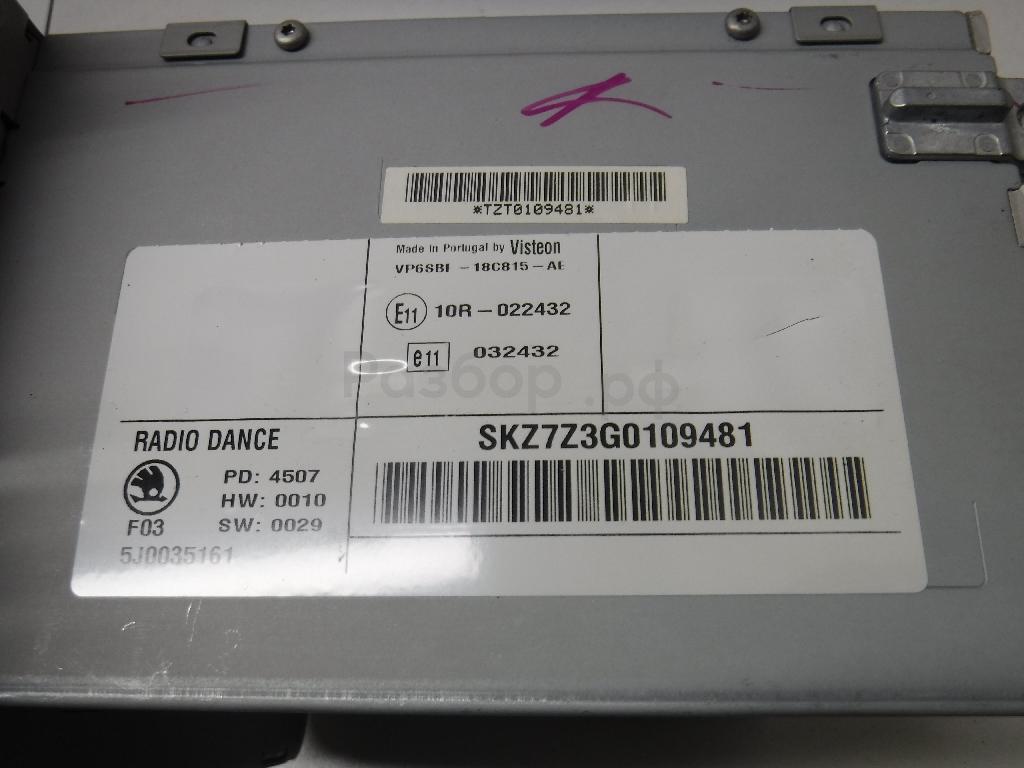 *TZT0109481*
Made in Portugal by Visteon
VP6SBF - 18C815 - AE
E11 10R - 022432
e11 032432
Разбор.рф
RADIO DANCE
SKZ7Z3G0109481
PD: 4507
HW: 0010
F03 SW: 0029
5J0035161